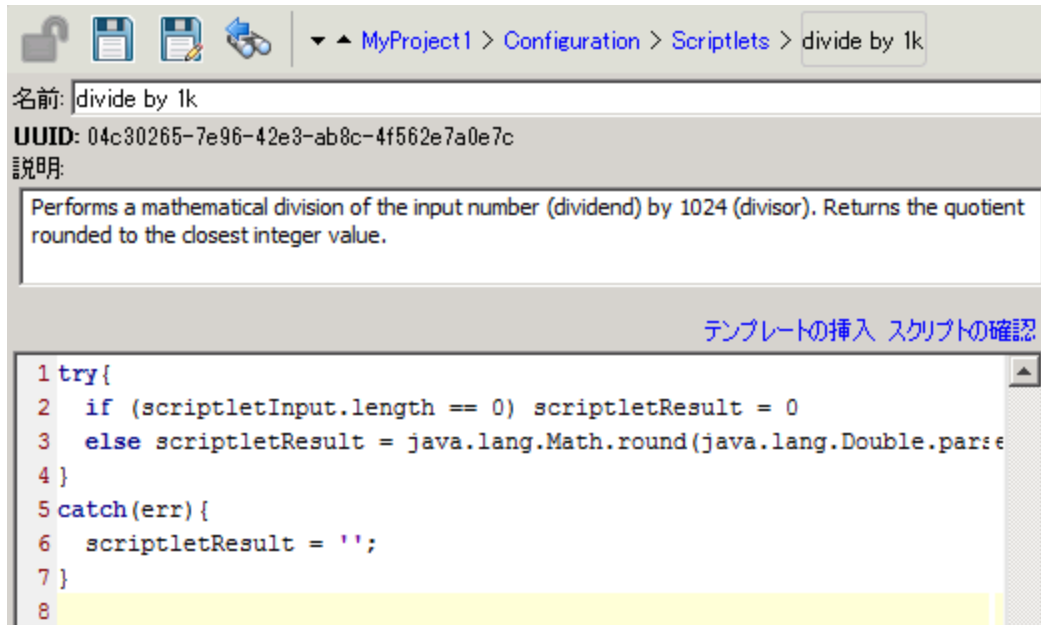 MyProject1 > Configuration > Scriptlets > divide by 1k
名前: divide by 1k
UUID: 04c30265-7e96-42e3-ab8c-4f562e7a0e7c
説明:
Performs a mathematical division of the input number (dividend) by 1024 (divisor). Returns the quotient
rounded to the closest integer value.
テンプレートの挿入 スクリプトの確認
1 try{
2 if (scriptletInput.length == 0) scriptletResult = 0
3 else scriptletResult = java.lang.Math.round(java.lang.Double.parse
4 }
5 catch(err){
6 scriptletResult = '';
7 }
8